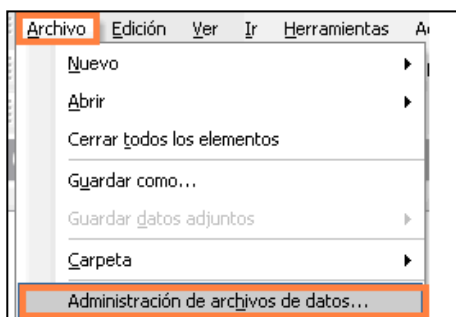 Archivo Edición Ver Ir Herramientas
Nuevo
Abrir
Cerrar todos los elementos
Guardar como...
Guardar datos adjuntos
Carpeta
Administración de archivos de datos...